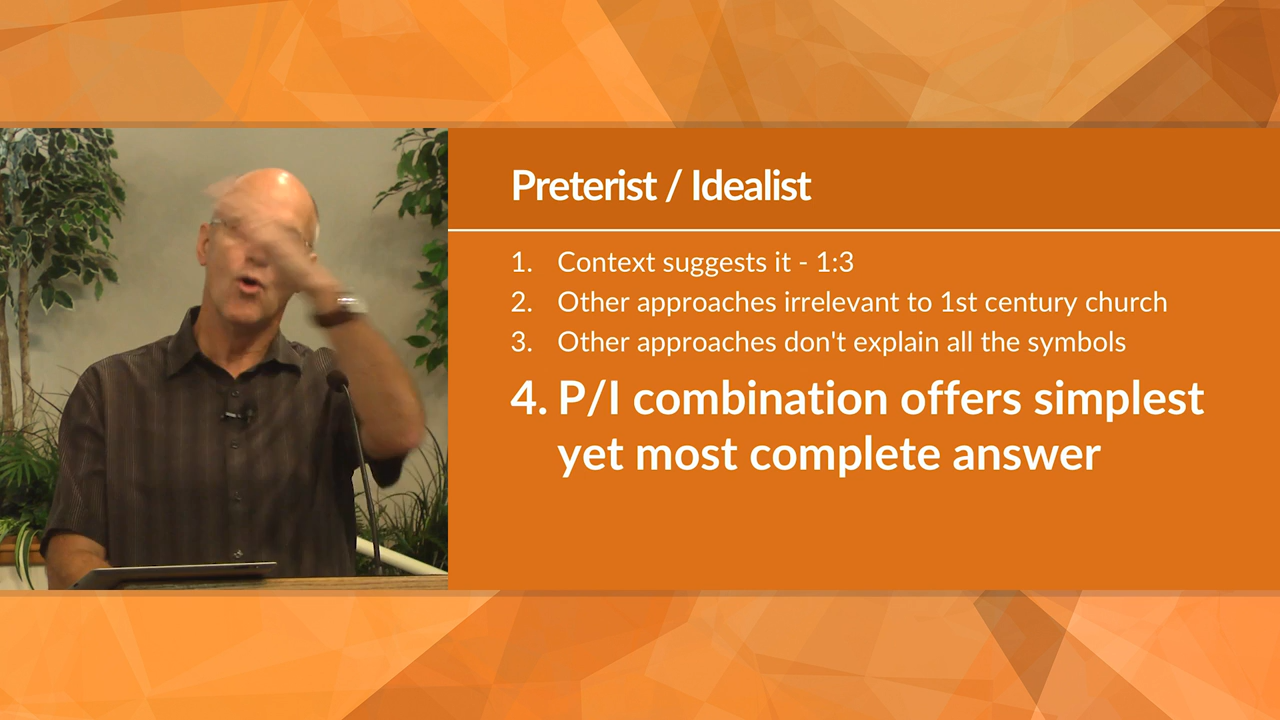 Preterist / Idealist
1. Context suggests it - 1:3
2. Other approaches irrelevant to 1st century church
3. Other approaches don't explain all the symbols
4. P/I combination offers simplest
yet most complete answer